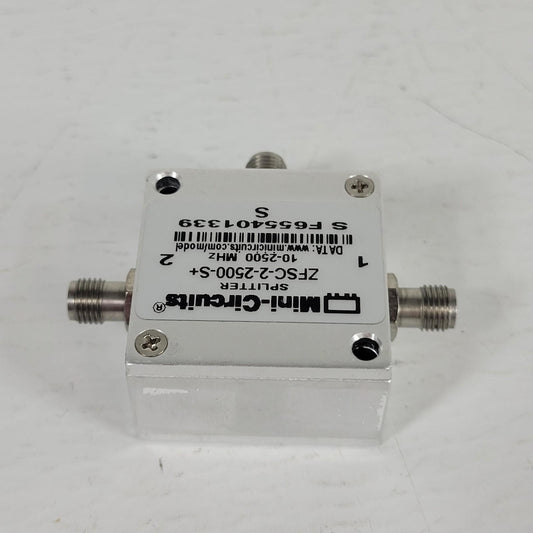 Mini-Circuits®
SPLITTER
ZFSC-2-2500-S+
1 10-2500 MHz 2
DATA: www.minicircuits.com/model
S F655401339
S